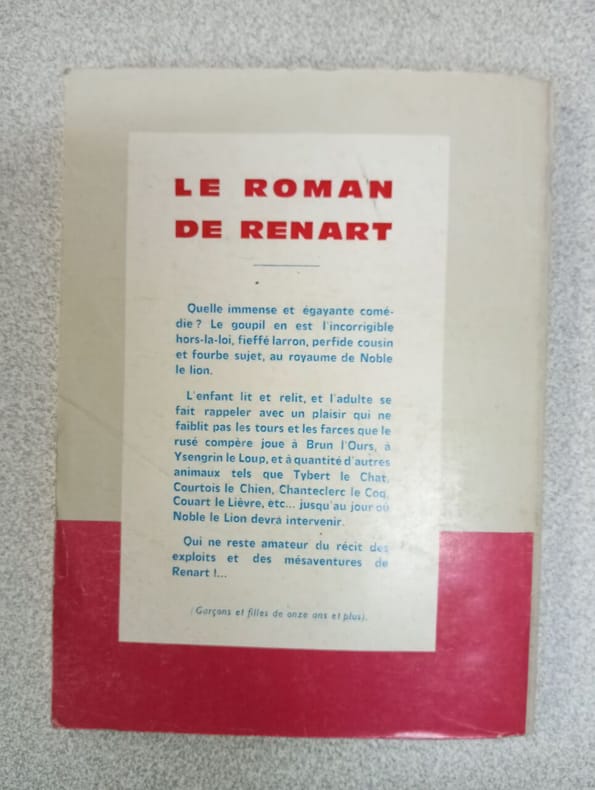 LE ROMAN
DE RENART
Quelle immense et égayante comé-
die ? Le goupil en est l'incorrigible
hors-la-loi, fieffé larron, perfide cousin
et fourbe sujet, au royaume de Noble
le lion.
L'enfant lit et relit, et l'adulte se
fait rappeler avec un plaisir qui ne
faiblit pas les tours et les farces que le
rusé compère joue à Brun l'Ours, à
Ysengrin le Loup, et à quantité d'autres
animaux tels que Tybert le Chat,
Courtois le Chien, Chanteclerc le Coq,
Couart le Lièvre, etc... jusqu'au jour où
Noble le Lion devra intervenir.
Qui ne reste amateur du récit des
exploits et des mésaventures de
Renart !...
(Garçons et filles de onze ans et plus).